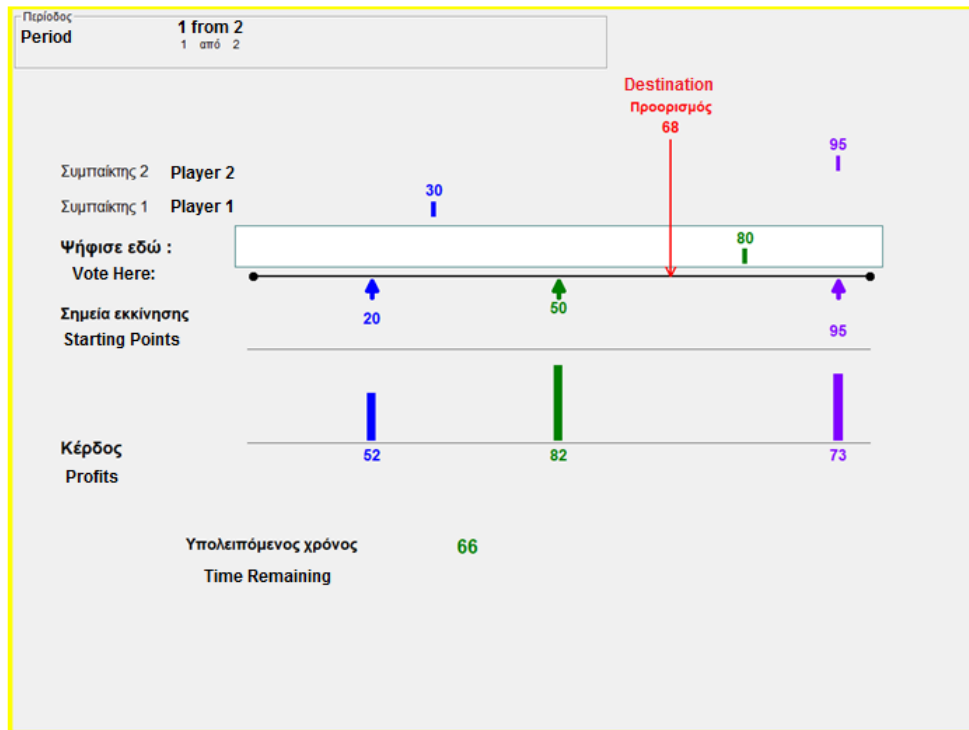 Περίοδος
Period 1 from 2
1 από 2
Destination
Προορισμός
68
95
Συμπαίκτης 2 Player 2
30
Συμπαίκτης 1 Player 1
80
Ψήφισε εδώ :
Vote Here:
50
Σημεία εκκίνησης
20
95
Starting Points
Κέρδος
52 82 73
Profits
Υπολειπόμενος χρόνος 66
Time Remaining